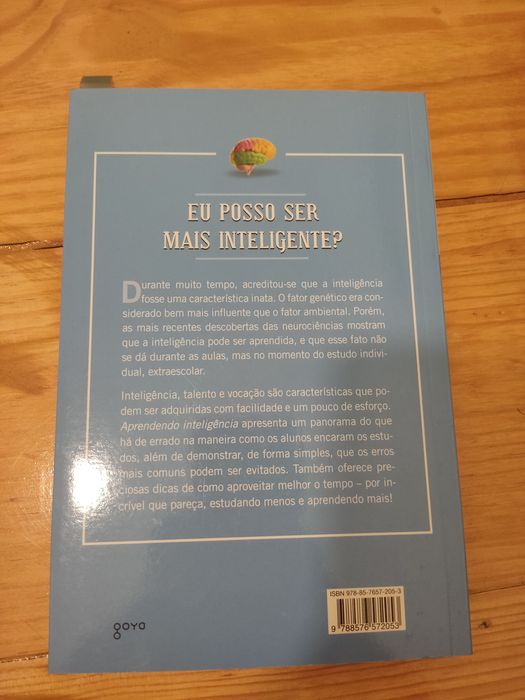 EU POSSO SER
MAIS INTELIGENTE?
Durante muito tempo, acreditou-se que a inteligência
fosse uma característica inata. O fator genético era con-
siderado bem mais influente que o fator ambiental. Porém,
as mais recentes descobertas das neurociências mostram
que a inteligência pode ser aprendida, e que esse fato não
se dá durante as aulas, mas no momento do estudo indivi-
dual, extraescolar.
Inteligência, talento e vocação são características que po-
dem ser adquiridas com facilidade e um pouco de esforço.
Aprendendo inteligência apresenta um panorama do que
há de errado na maneira como os alunos encaram os estu-
dos, além de demonstrar, de forma simples, que os erros
mais comuns podem ser evitados. Também oferece pre-
ciosas dicas de como aproveitar melhor o tempo – por in-
crível que pareça, estudando menos e aprendendo mais!
ISBN 978-85-7657-205-3
9 788576 572053
goya